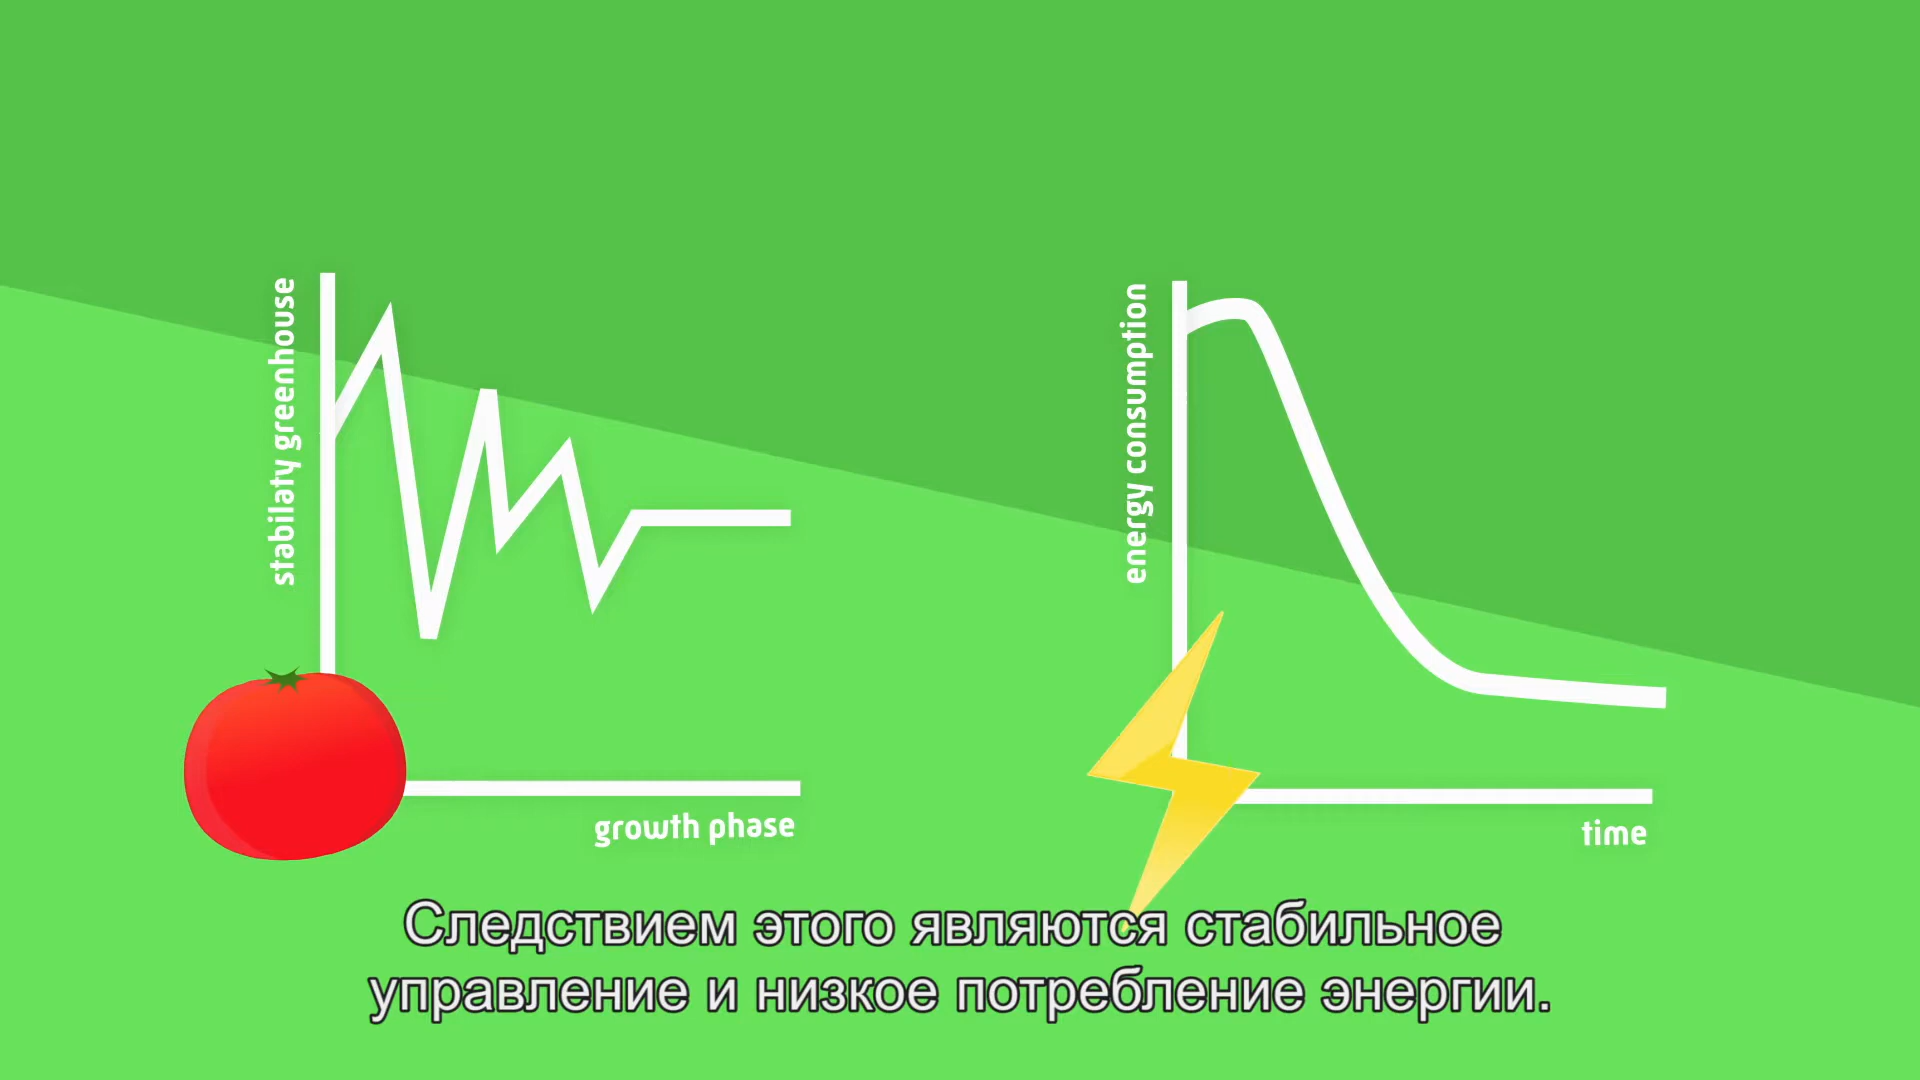 stabilaty greenhouse
growth phase
energy consumption
time
Следствием этого являются стабильное
управление и низкое потребление энергии.